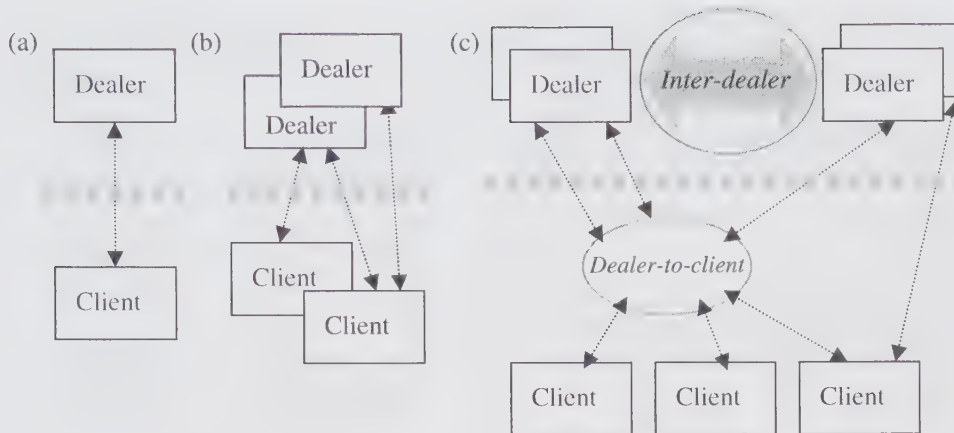 (a)
Dealer
Client
(b)
Dealer
Dealer
Client
Client
(c)
Dealer
Inter-dealer
Dealer
Dealer-to-client
Client
Client
Client